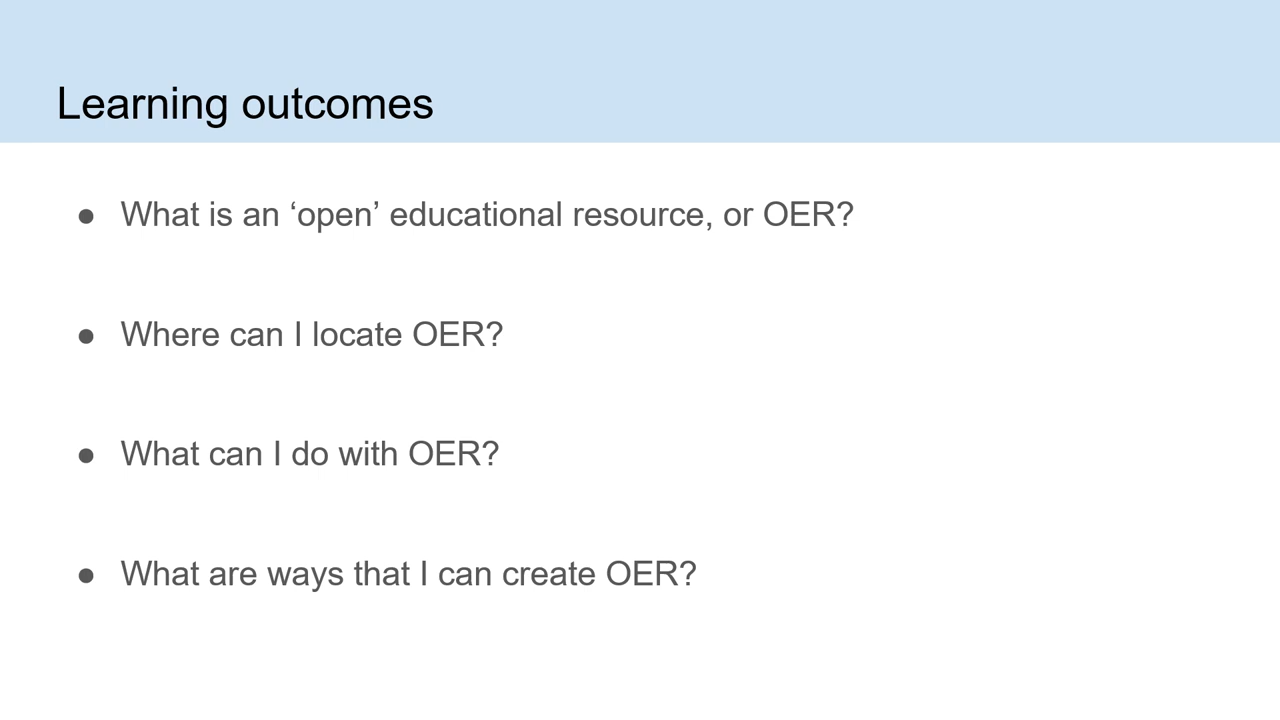 Learning outcomes
● What is an ‘open’ educational resource, or OER?
● Where can I locate OER?
● What can I do with OER?
● What are ways that I can create OER?